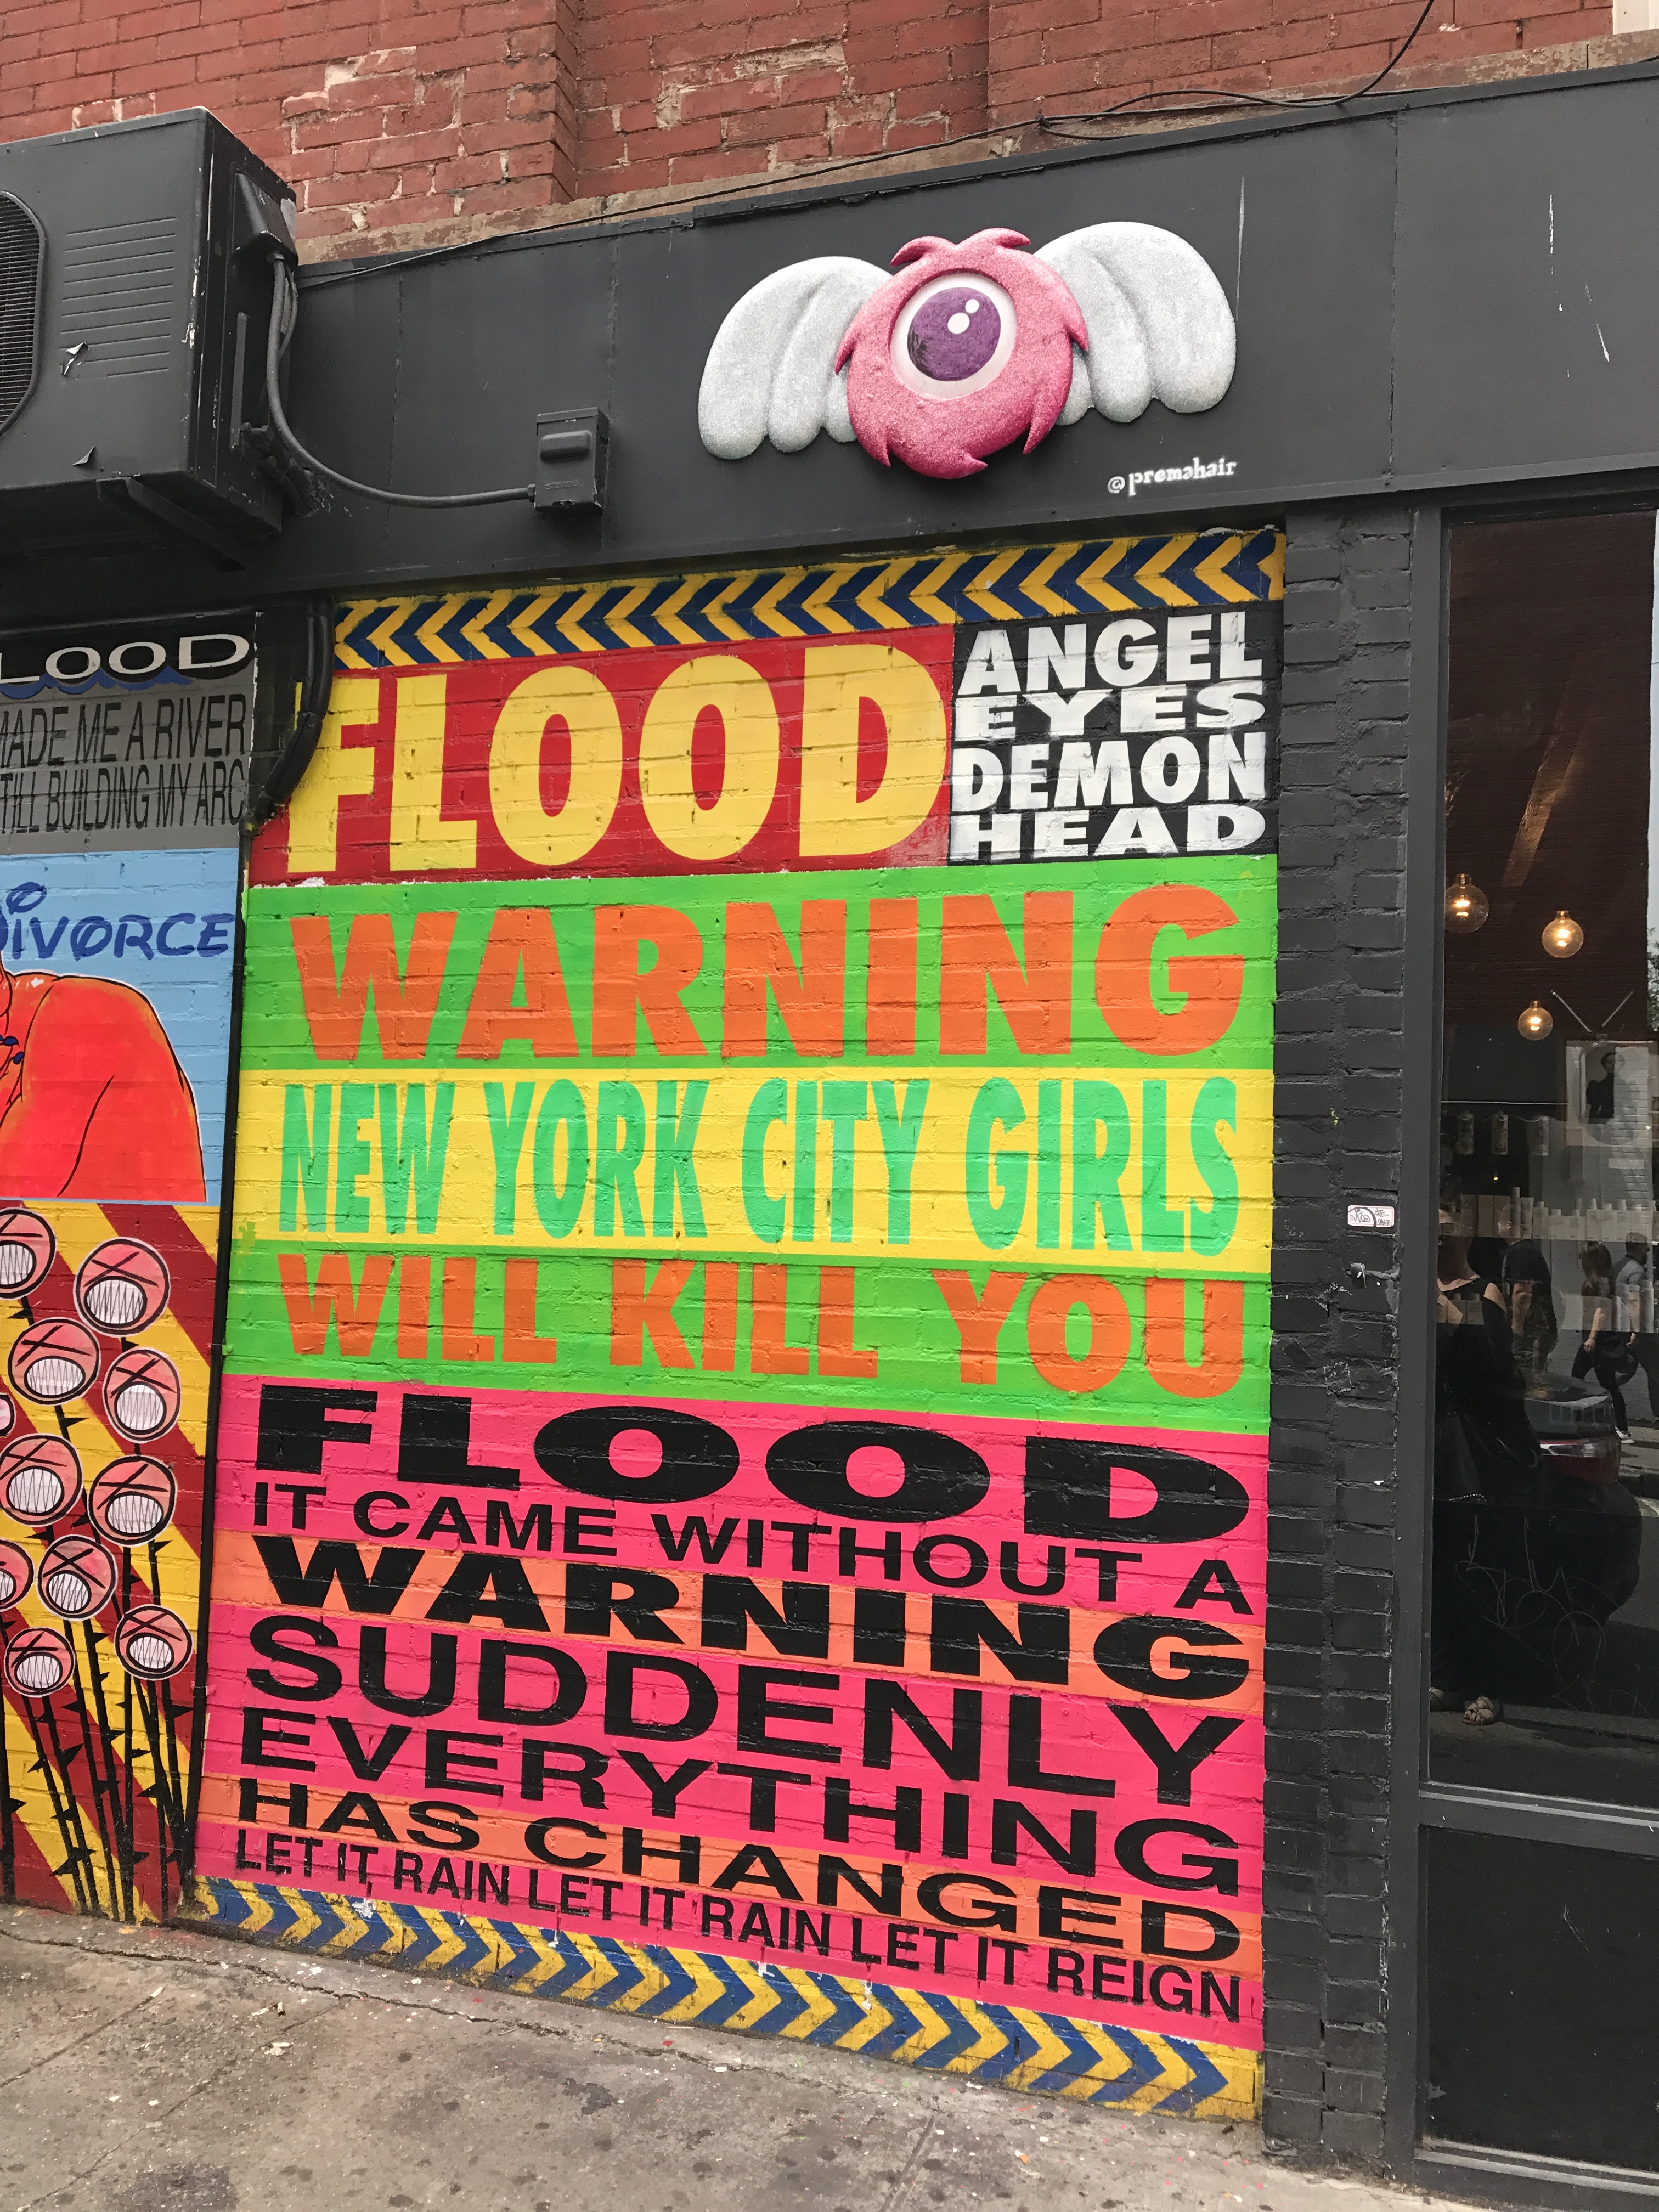 @premahair
LOOD
MADE ME A RIVER
TILL BUILDING MY ARC
DIVORCE
FLOOD
ANGEL
EYES
DEMON
HEAD
WARNING
NEW YORK CITY GIRLS
WILL KILL YOU
FLOOD
IT CAME WITHOUT A
WARNING
SUDDENLY
EVERYTHING
HAS CHANGED
LET IT RAIN LET IT RAIN LET IT REIGN